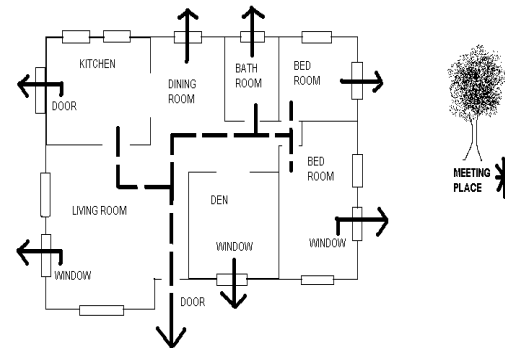 KITCHEN
DOOR
DINING
ROOM
BATH
ROOM
BED
ROOM
BED
ROOM
MEETING
PLACE
LIVING ROOM
DEN
WINDOW
WINDOW
WINDOW
DOOR